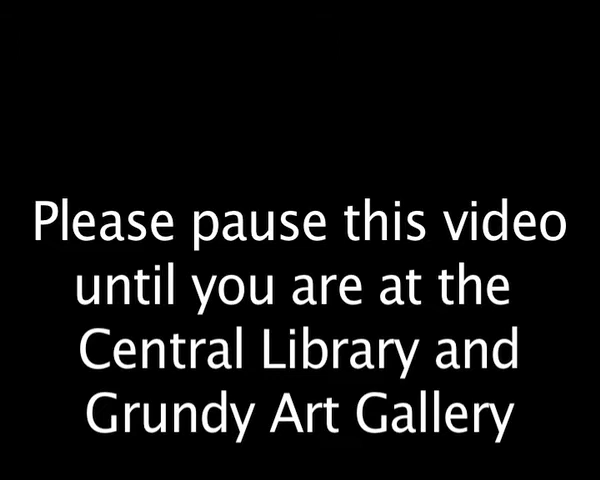 Please pause this video
until you are at the
Central Library and
Grundy Art Gallery